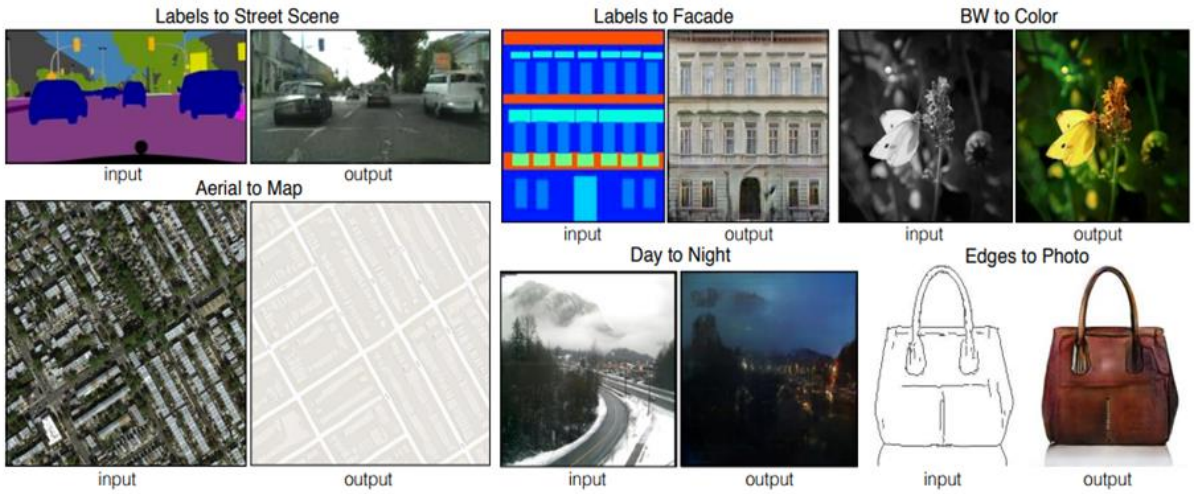 Labels to Street Scene
input
output
Aerial to Map
input
output
Labels to Facade
input
output
BW to Color
input
output
Day to Night
input
output
Edges to Photo
input
output